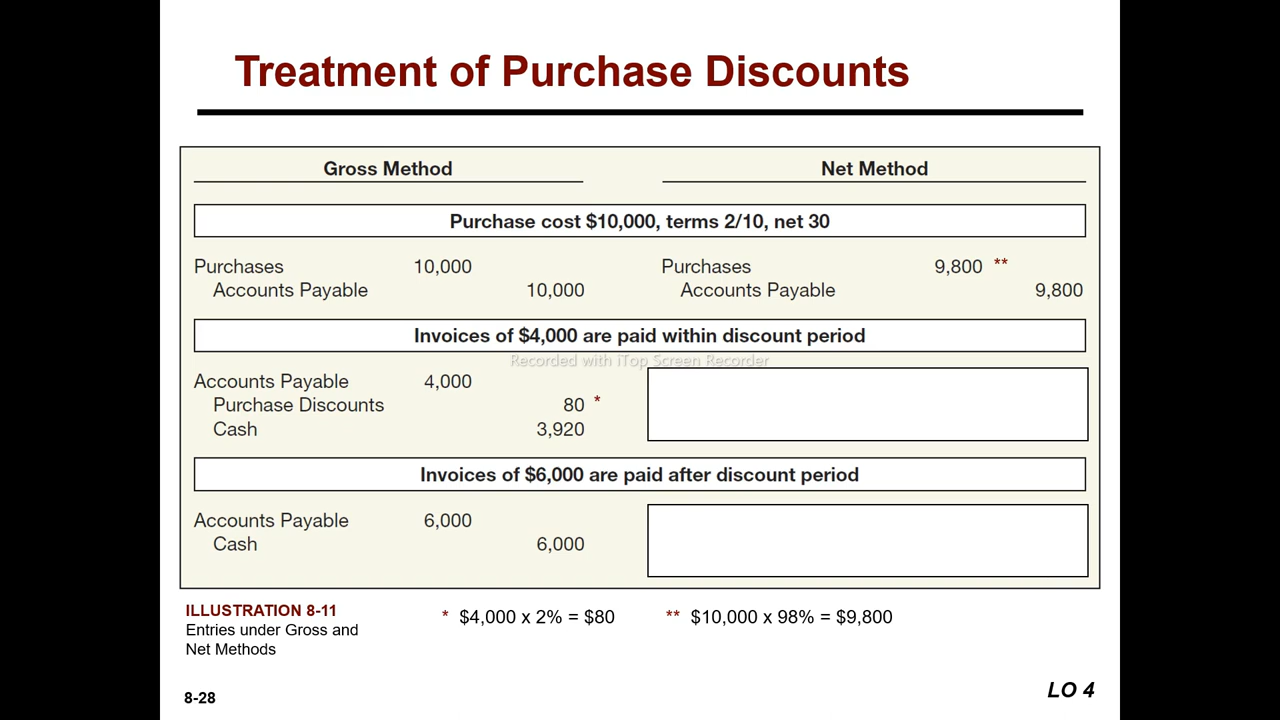 Treatment of Purchase Discounts
Gross Method Net Method
Purchase cost $10,000, terms 2/10, net 30
Purchases 10,000 Purchases 9,800 **
Accounts Payable 10,000 Accounts Payable 9,800
Invoices of $4,000 are paid within discount period
Recorded with iTop Screen Recorder
Accounts Payable 4,000
Purchase Discounts 80 *
Cash 3,920
Invoices of $6,000 are paid after discount period
Accounts Payable 6,000
Cash 6,000
ILLUSTRATION 8-11
Entries under Gross and
Net Methods
* $4,000 x 2% = $80 ** $10,000 x 98% = $9,800
8-28
LO 4